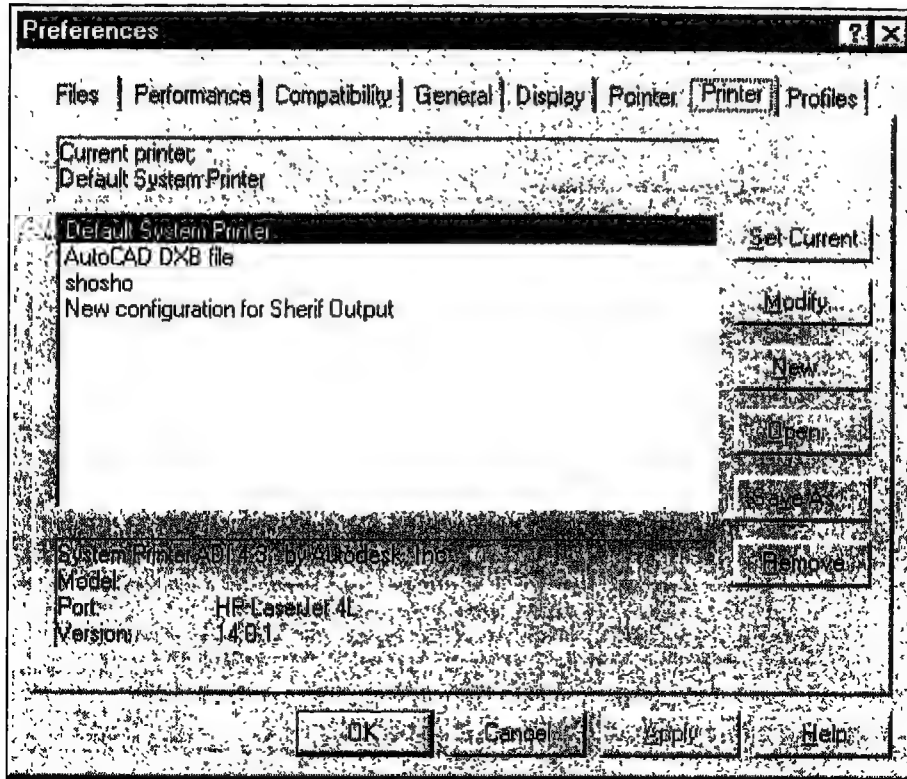 Preferences
Files Performance Compatibility General Display Pointer Printer Profiles
Current printer:
Default System Printer
Default System Printer
Set Current
AutoCAD DXB file
shosho
Modify...
New configuration for Sherif Output
New...
Open...
Save As...
System Printer ADI 4.3 - by Autodesk, Inc
Remove
Model:
Port: HP LaserJet 4L
Version: 14.0.1
OK Cancel Apply Help